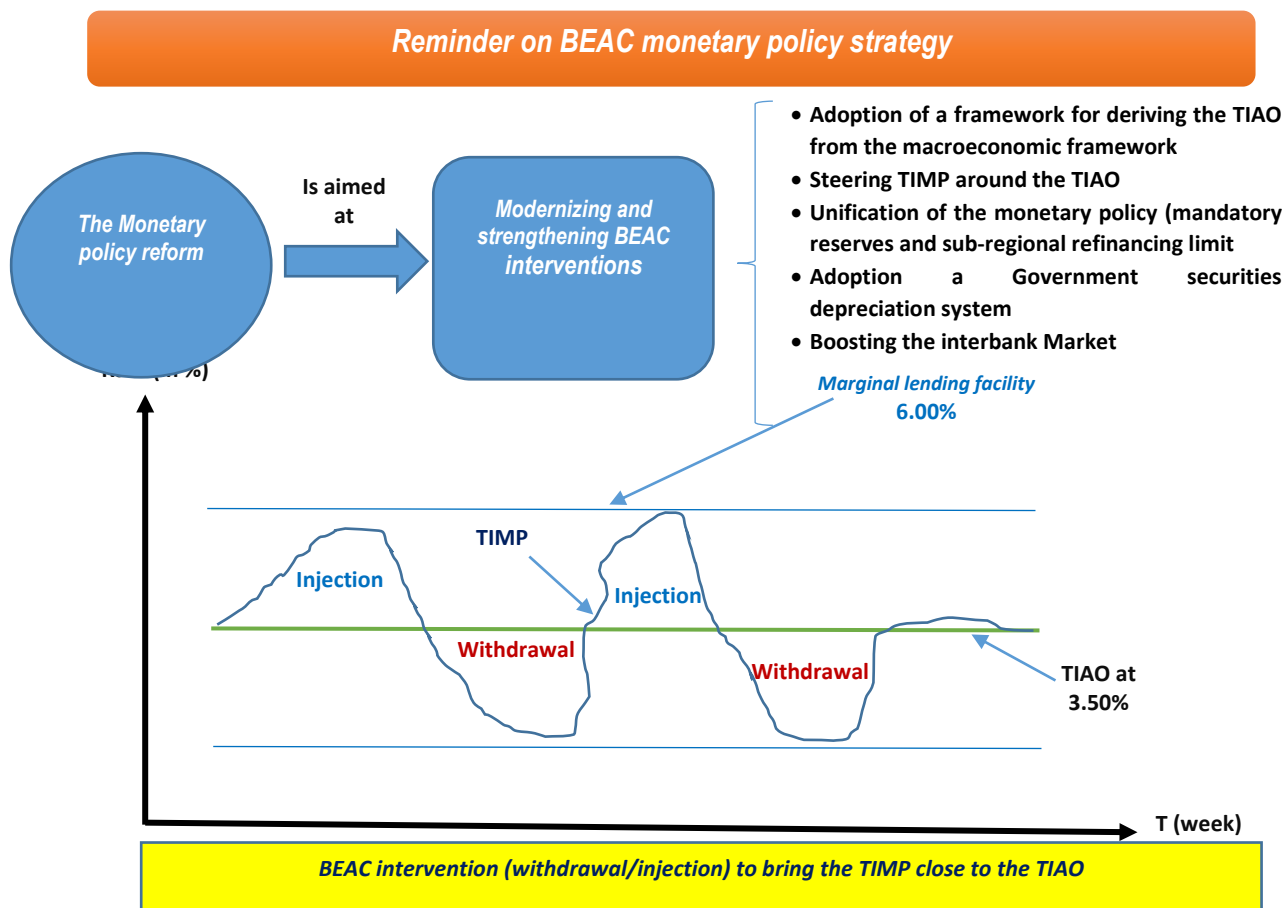 Reminder on BEAC monetary policy strategy
The Monetary
policy reform
Is aimed
at
Modernizing and
strengthening BEAC
interventions
• Adoption of a framework for deriving the TIAO
from the macroeconomic framework
• Steering TIMP around the TIAO
• Unification of the monetary policy (mandatory
reserves and sub-regional refinancing limit
• Adoption a Government securities
depreciation system
• Boosting the interbank Market
%)
Marginal lending facility
6.00%
TIMP
Injection
Injection
Withdrawal
Withdrawal
TIAO at
3.50%
T (week)
BEAC intervention (withdrawal/injection) to bring the TIMP close to the TIAO